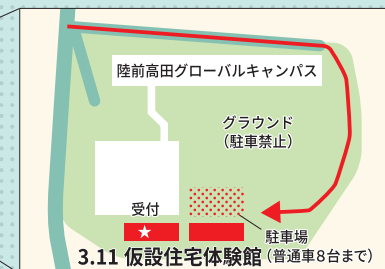 陸前高田グローバルキャンパス
グラウンド
（駐車禁止）
受付
駐車場
3.11 仮設住宅体験館（普通車8台まで）